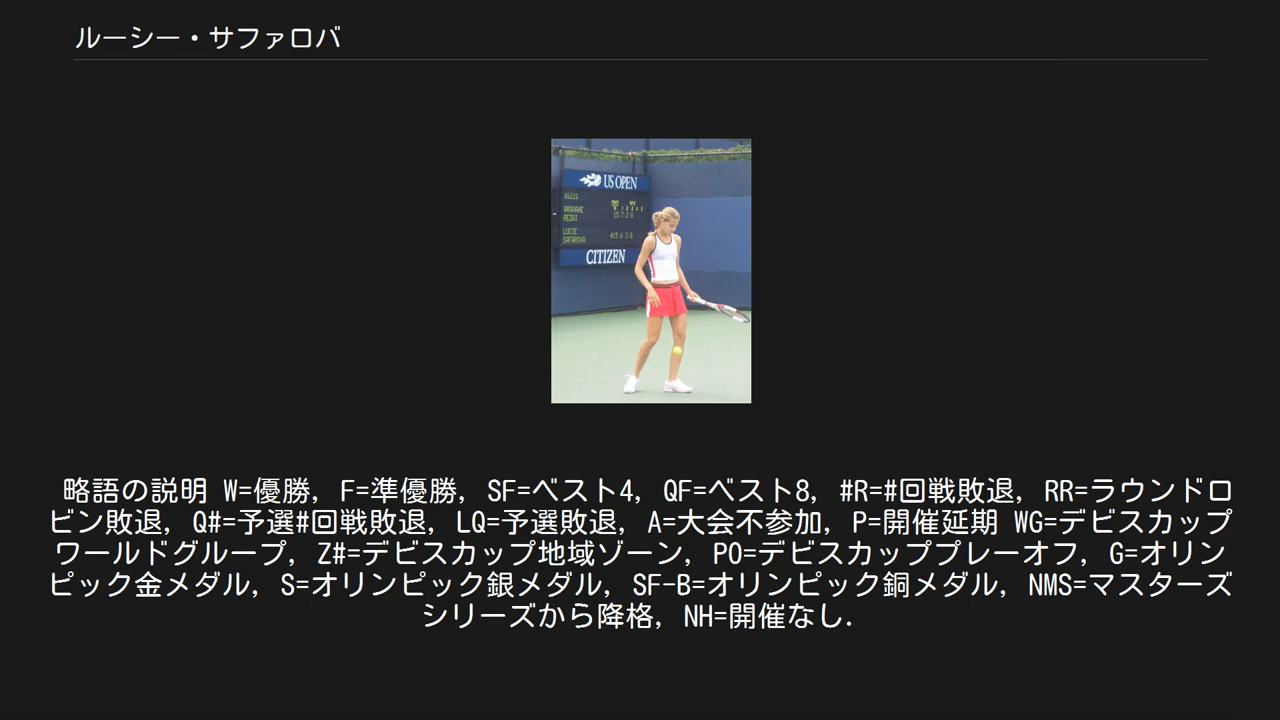 ルーシー・サファロバ
US OPEN
ARAVANE
REZAI
LUCIE
SAFAROVA
CITIZEN
略語の説明 W=優勝, F=準優勝, SF=ベスト4, QF=ベスト8, #R=#回戦敗退, RR=ラウンドロ
ビン敗退, Q#=予選#回戦敗退, LQ=予選敗退, A=大会不参加, P=開催延期 WG=デビスカップ
ワールドグループ, Z#=デビスカップ地域ゾーン, PO=デビスカッププレーオフ, G=オリン
ピック金メダル, S=オリンピック銀メダル, SF-B=オリンピック銅メダル, NMS=マスターズ
シリーズから降格, NH=開催なし.